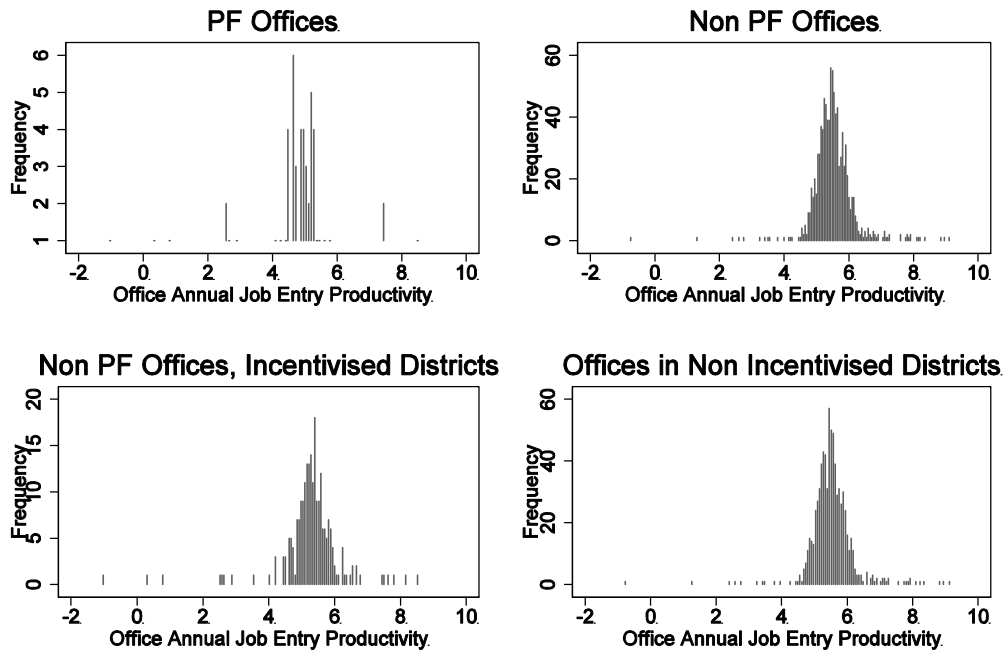 PF Offices.
Frequency
6
5
4
3
2
1
-2. 0. 2. 4. 6. 8. 10.
Office Annual Job Entry Productivity.
Non PF Offices.
Frequency
60
40
20
0
-2. 0. 2. 4. 6. 8. 10.
Office Annual Job Entry Productivity.
Non PF Offices, Incentivised Districts
Frequency
20
15
10
5
0
-2. 0. 2. 4. 6. 8. 10.
Office Annual Job Entry Productivity.
Offices in Non Incentivised Districts.
Frequency
60
40
20
0
-2. 0. 2. 4. 6. 8. 10.
Office Annual Job Entry Productivity.